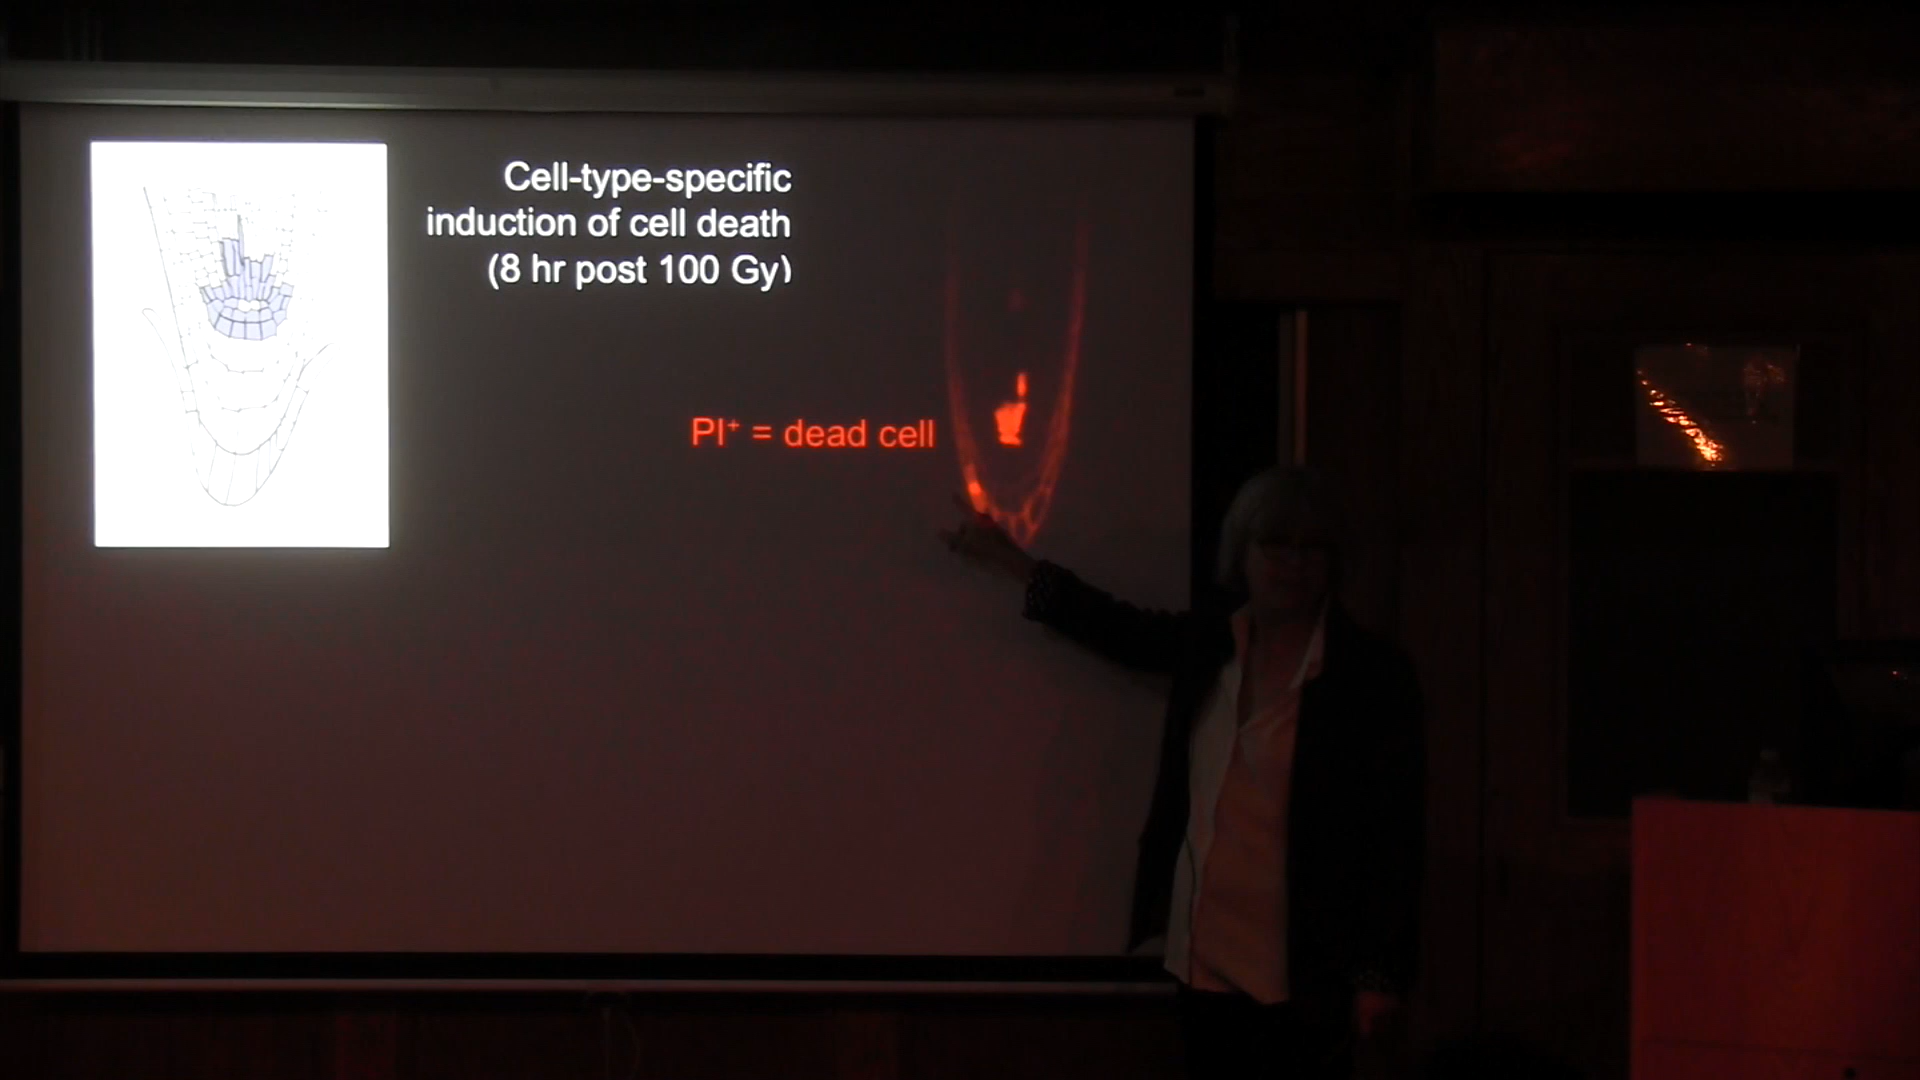 Cell-type-specific
induction of cell death
(8 hr post 100 Gy)
PI⁺ = dead cell